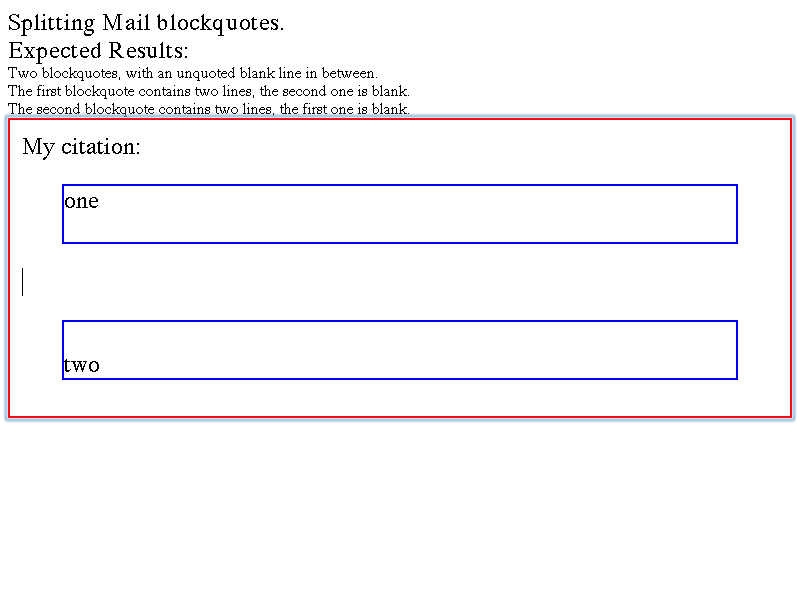 Splitting Mail blockquotes.
Expected Results:
Two blockquotes, with an unquoted blank line in between.
The first blockquote contains two lines, the second one is blank.
The second blockquote contains two lines, the first one is blank.
My citation:
one
two